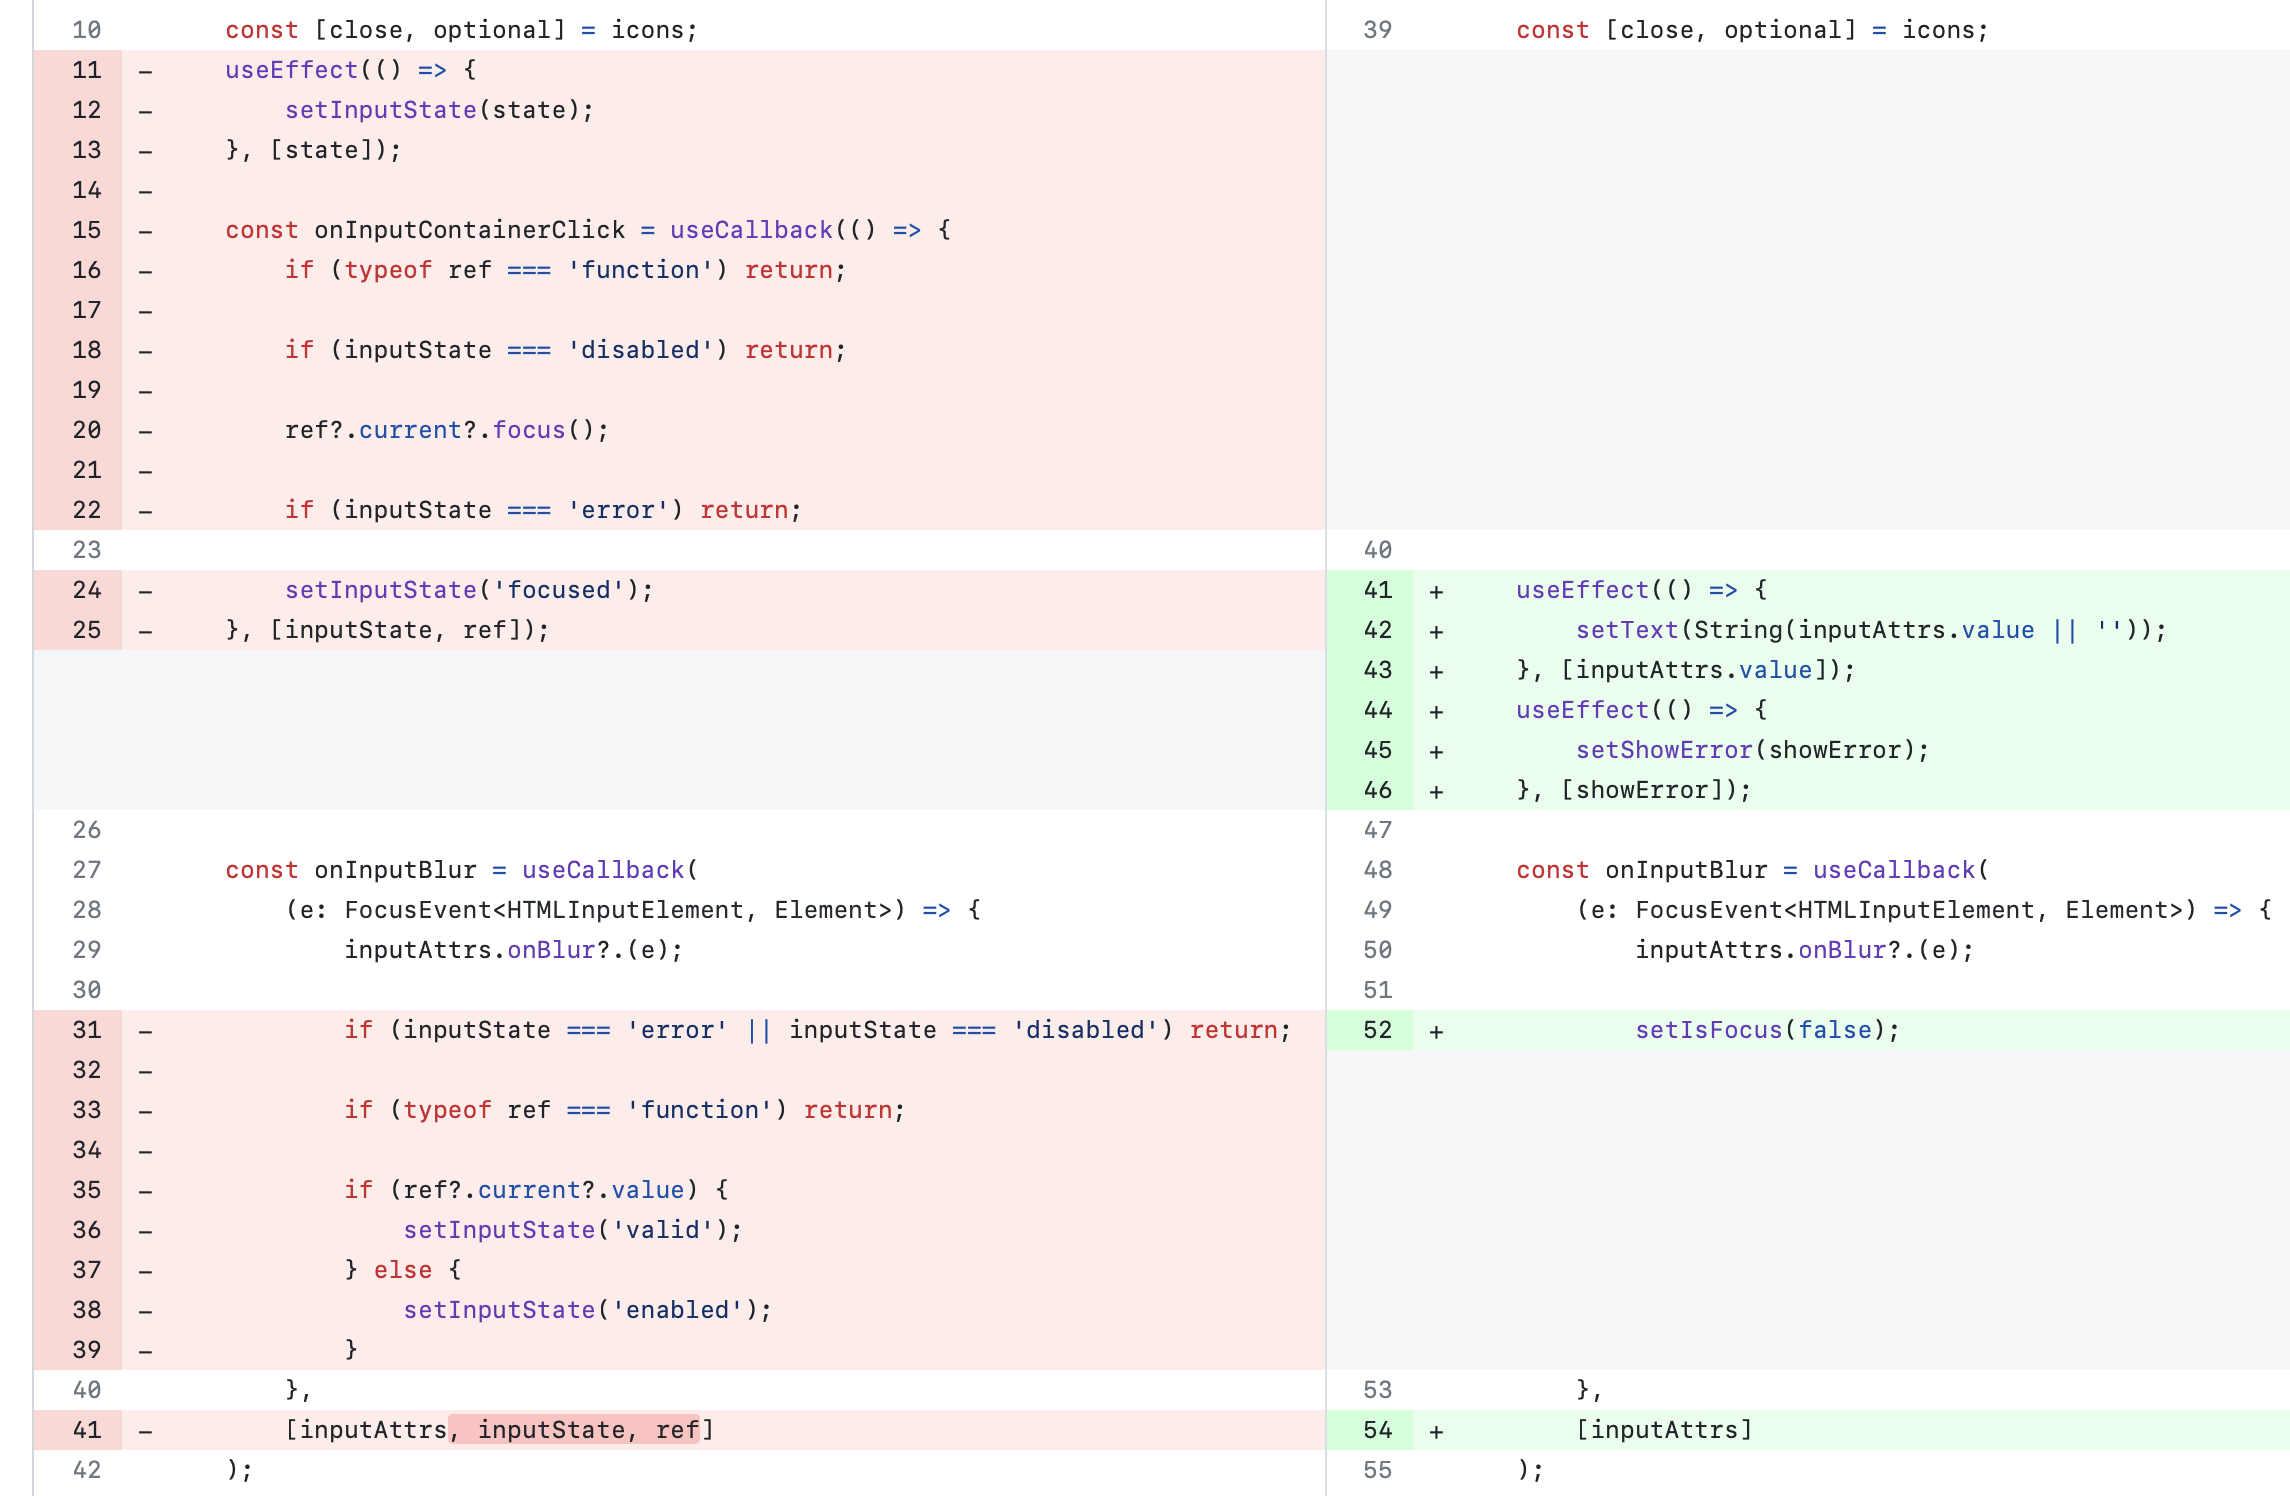 10 const [close, optional] = icons;
11 − useEffect(() => {
12 − setInputState(state);
13 − }, [state]);
14 −
15 − const onInputContainerClick = useCallback(() => {
16 − if (typeof ref === 'function') return;
17 −
18 − if (inputState === 'disabled') return;
19 −
20 − ref?.current?.focus();
21 −
22 − if (inputState === 'error') return;
23
24 − setInputState('focused');
25 − }, [inputState, ref]);
26
27 const onInputBlur = useCallback(
28 (e: FocusEvent<HTMLInputElement, Element>) => {
29 inputAttrs.onBlur?.(e);
30
31 − if (inputState === 'error' || inputState === 'disabled') return;
32 −
33 − if (typeof ref === 'function') return;
34 −
35 − if (ref?.current?.value) {
36 − setInputState('valid');
37 − } else {
38 − setInputState('enabled');
39 − }
40 },
41 − [inputAttrs, inputState, ref]
42 );
39 const [close, optional] = icons;
40
41 + useEffect(() => {
42 + setText(String(inputAttrs.value || ''));
43 + }, [inputAttrs.value]);
44 + useEffect(() => {
45 + setShowError(showError);
46 + }, [showError]);
47
48 const onInputBlur = useCallback(
49 (e: FocusEvent<HTMLInputElement, Element>) => {
50 inputAttrs.onBlur?.(e);
51
52 + setIsFocus(false);
53 },
54 + [inputAttrs]
55 );